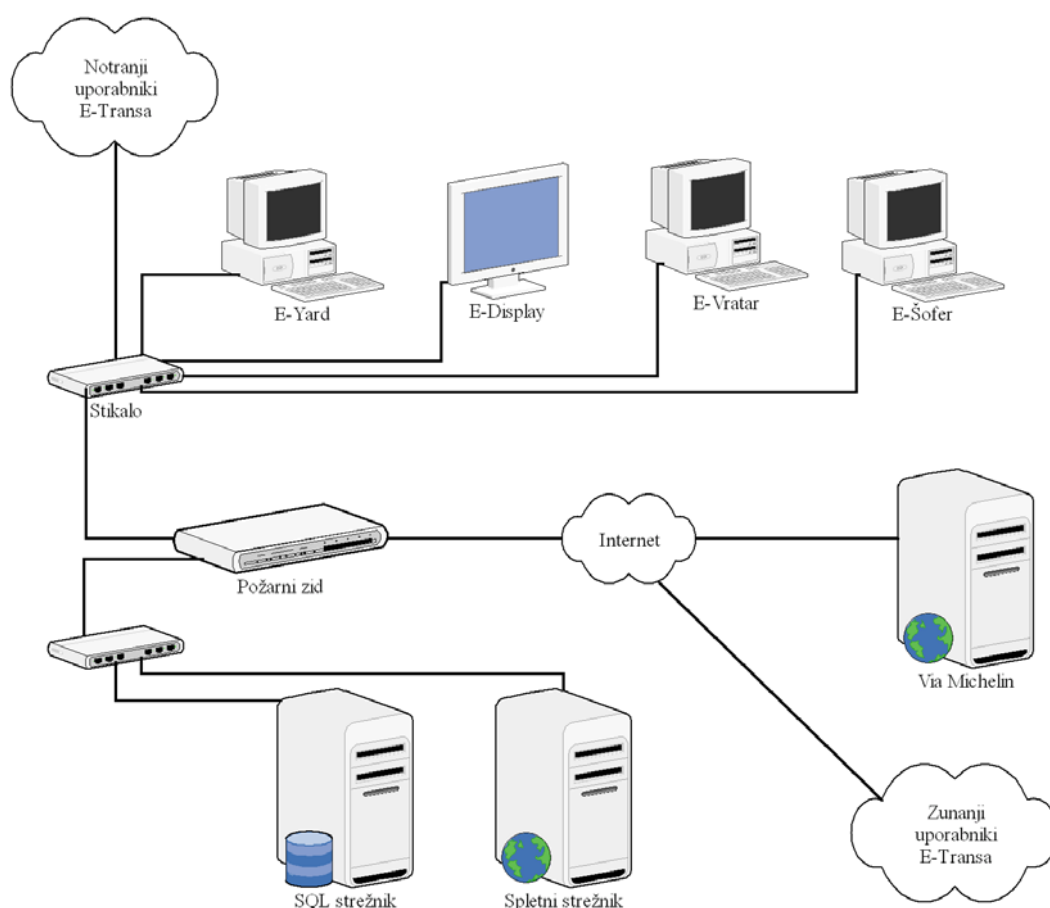 Notranji
uporabniki
E-Transa
E-Yard
E-Display
E-Vratar
E-Šofer
Stikalo
Požarni zid
Internet
Via Michelin
SQL strežnik
Spletni strežnik
Zunanji
uporabniki
E-Transa